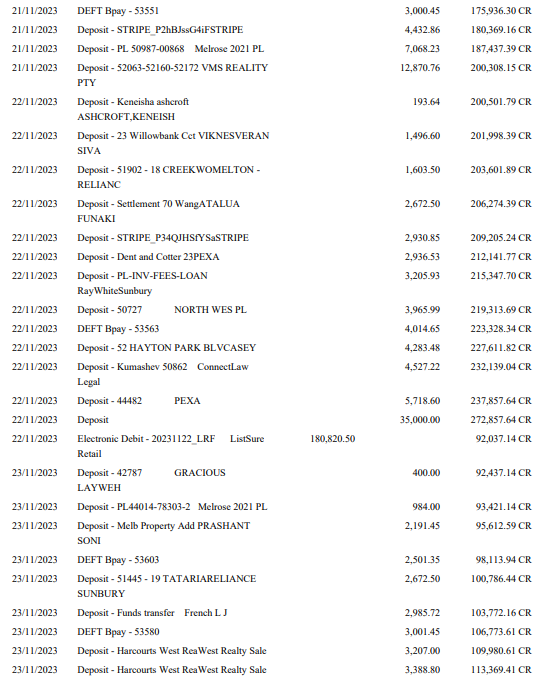 21/11/2023 DEFT Bpay - 53551 3,000.45 175,936.30 CR
21/11/2023 Deposit - STRIPE_P2hBJssG4iFSTRIPE 4,432.86 180,369.16 CR
21/11/2023 Deposit - PL 50987-00868 Melrose 2021 PL 7,068.23 187,437.39 CR
21/11/2023 Deposit - 52063-52160-52172 VMS REALITY 12,870.76 200,308.15 CR
PTY
22/11/2023 Deposit - Keneisha ashcroft 193.64 200,501.79 CR
ASHCROFT,KENEISH
22/11/2023 Deposit - 23 Willowbank Cct VIKNESVERAN 1,496.60 201,998.39 CR
SIVA
22/11/2023 Deposit - 51902 - 18 CREEKWOMELTON - 1,603.50 203,601.89 CR
RELIANC
22/11/2023 Deposit - Settlement 70 WangATALUA 2,672.50 206,274.39 CR
FUNAKI
22/11/2023 Deposit - STRIPE_P34QJHSfYSaSTRIPE 2,930.85 209,205.24 CR
22/11/2023 Deposit - Dent and Cotter 23PEXA 2,936.53 212,141.77 CR
22/11/2023 Deposit - PL-INV-FEES-LOAN 3,205.93 215,347.70 CR
RayWhiteSunbury
22/11/2023 Deposit - 50727 NORTH WES PL 3,965.99 219,313.69 CR
22/11/2023 DEFT Bpay - 53563 4,014.65 223,328.34 CR
22/11/2023 Deposit - 52 HAYTON PARK BLVCASEY 4,283.48 227,611.82 CR
22/11/2023 Deposit - Kumashev 50862 ConnectLaw 4,527.22 232,139.04 CR
Legal
22/11/2023 Deposit - 44482 PEXA 5,718.60 237,857.64 CR
22/11/2023 Deposit 35,000.00 272,857.64 CR
22/11/2023 Electronic Debit - 20231122_LRF ListSure 180,820.50 92,037.14 CR
Retail
23/11/2023 Deposit - 42787 GRACIOUS 400.00 92,437.14 CR
LAYWEH
23/11/2023 Deposit - PL44014-78303-2 Melrose 2021 PL 984.00 93,421.14 CR
23/11/2023 Deposit - Melb Property Add PRASHANT 2,191.45 95,612.59 CR
SONI
23/11/2023 DEFT Bpay - 53603 2,501.35 98,113.94 CR
23/11/2023 Deposit - 51445 - 19 TATARIARELIANCE 2,672.50 100,786.44 CR
SUNBURY
23/11/2023 Deposit - Funds transfer French L J 2,985.72 103,772.16 CR
23/11/2023 DEFT Bpay - 53580 3,001.45 106,773.61 CR
23/11/2023 Deposit - Harcourts West ReaWest Realty Sale 3,207.00 109,980.61 CR
23/11/2023 Deposit - Harcourts West ReaWest Realty Sale 3,388.80 113,369.41 CR